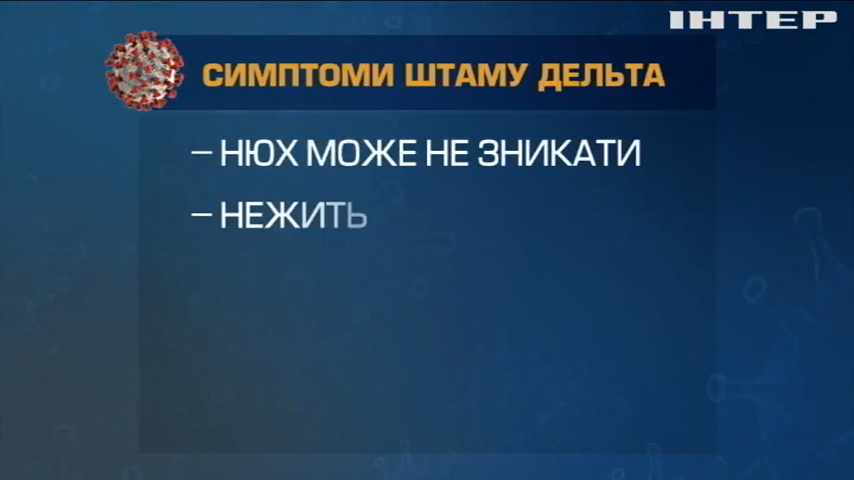 ІНТЕР
СИМПТОМИ ШТАМУ ДЕЛЬТА
– НЮХ МОЖЕ НЕ ЗНИКАТИ
– НЕЖИТЬ